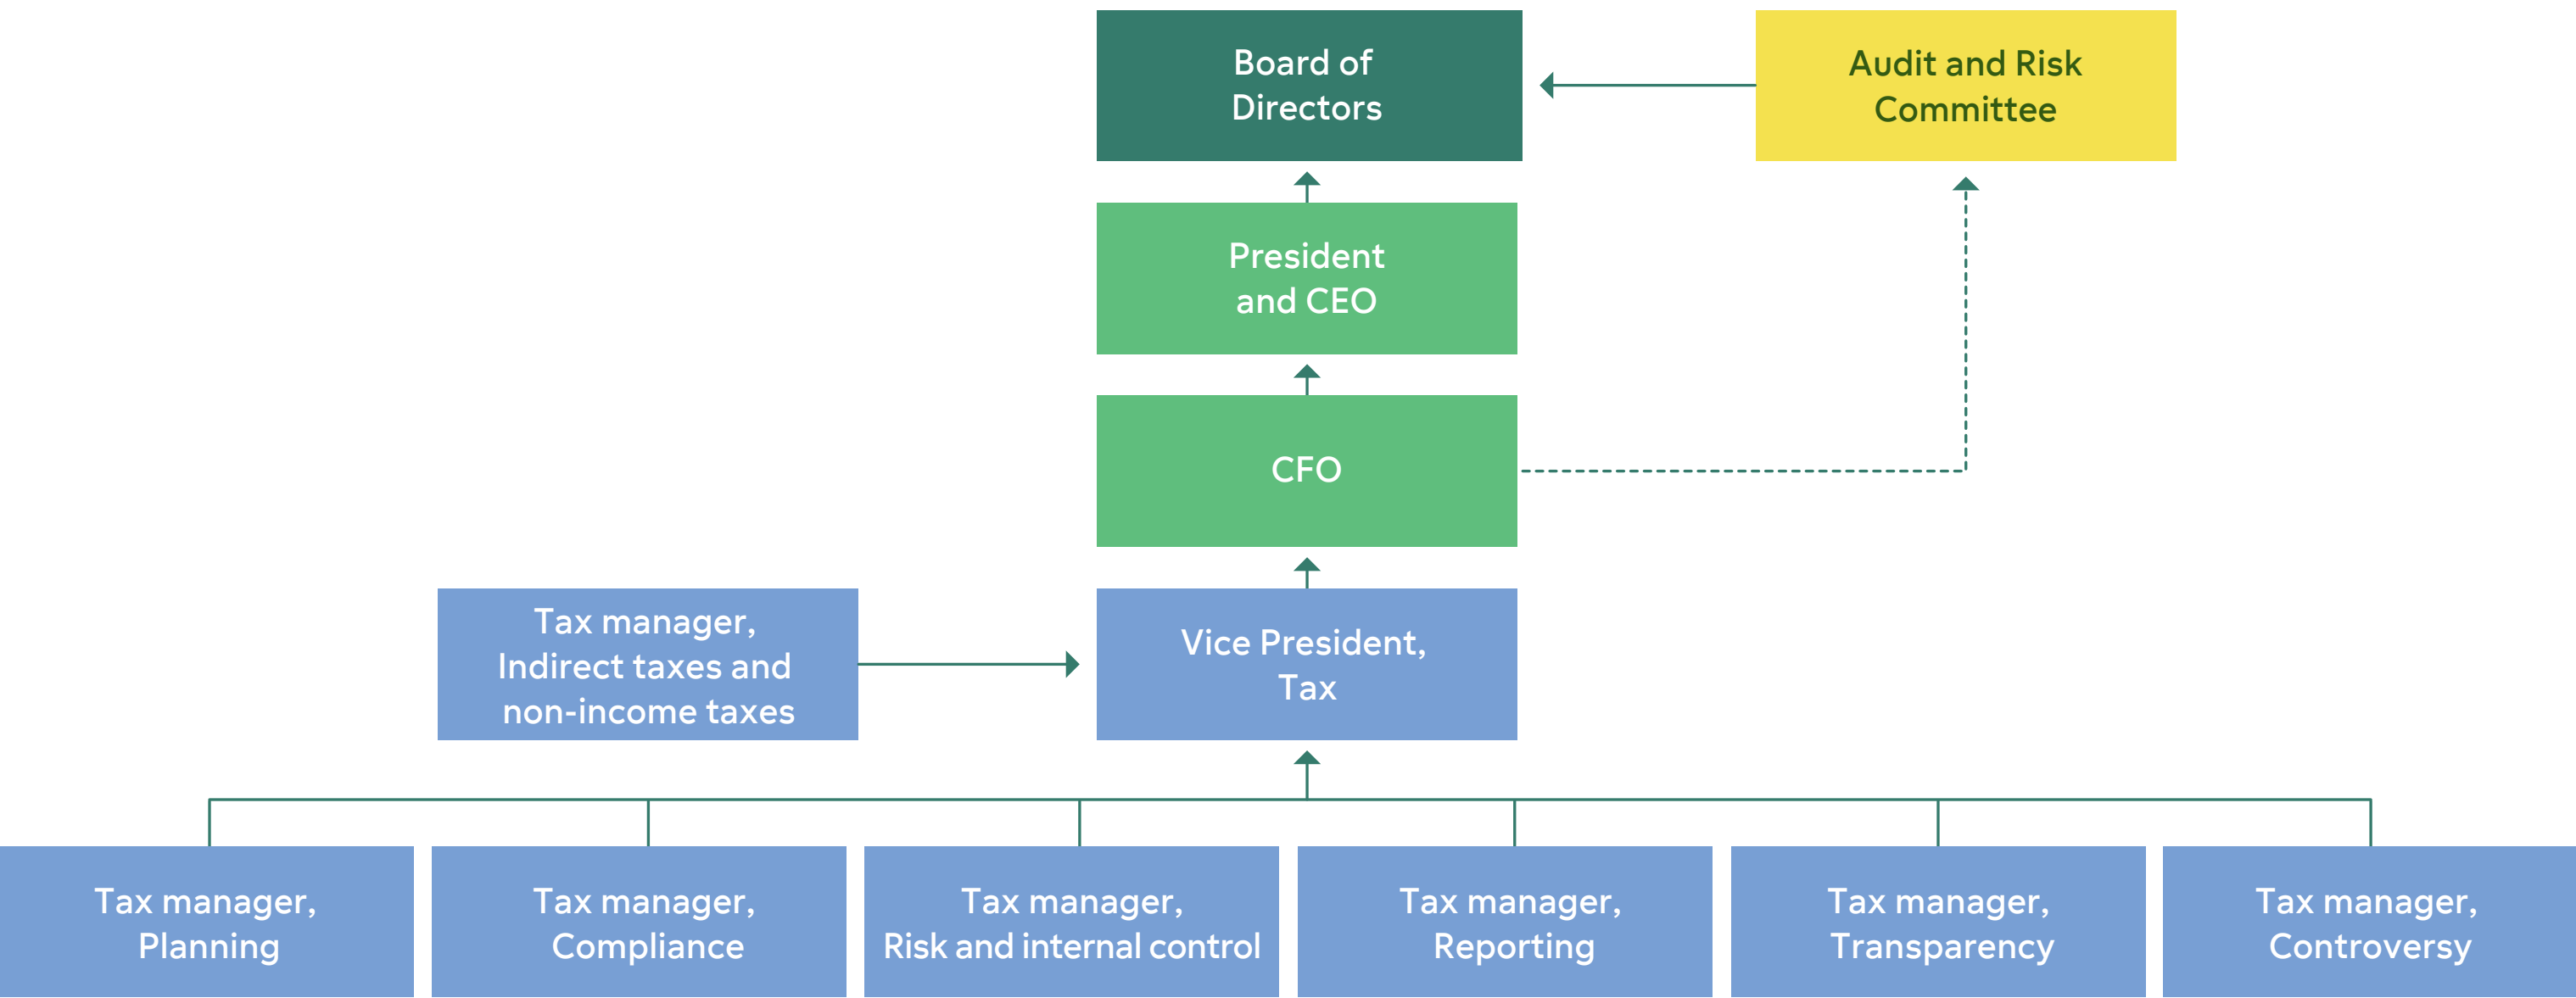 Board of
Directors
Audit and Risk
Committee
President
and CEO
CFO
Tax manager,
Indirect taxes and
non-income taxes
Vice President,
Tax
Tax manager,
Planning
Tax manager,
Compliance
Tax manager,
Risk and internal control
Tax manager,
Reporting
Tax manager,
Transparency
Tax manager,
Controversy